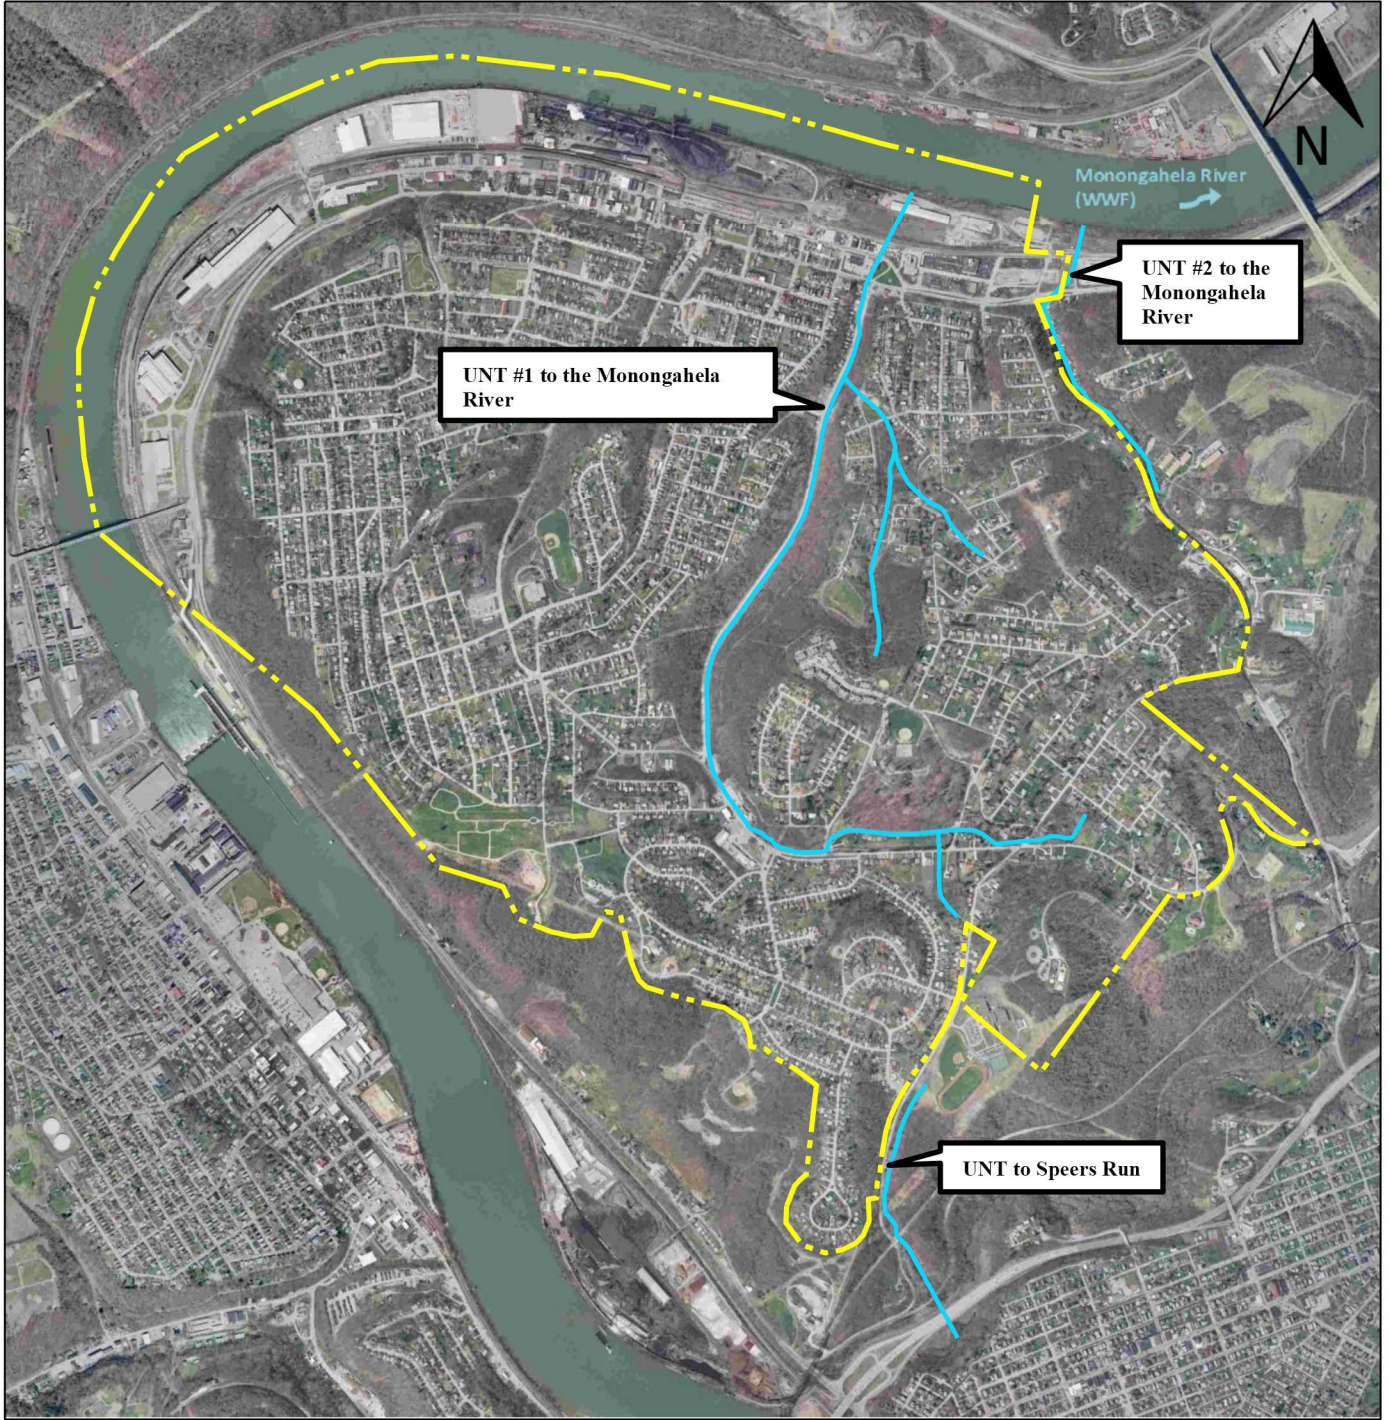 N
Monongahela River
(WWF)
UNT #2 to the
Monongahela
River
UNT #1 to the Monongahela
River
UNT to Speers Run